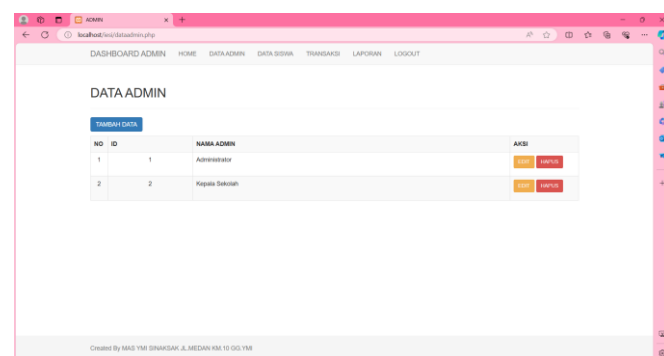 ADMIN
localhost/esi/dataadmin.php
DASHBOARD ADMIN HOME DATA ADMIN DATA SISWA TRANSAKSI LAPORAN LOGOUT
DATA ADMIN
TAMBAH DATA
NO ID NAMA ADMIN AKSI
1 1 Administrator EDIT HAPUS
2 2 Kepala Sekolah EDIT HAPUS
Created By MAS YMI SINAKSAK JL.MEDAN KM.10 GG.YMI